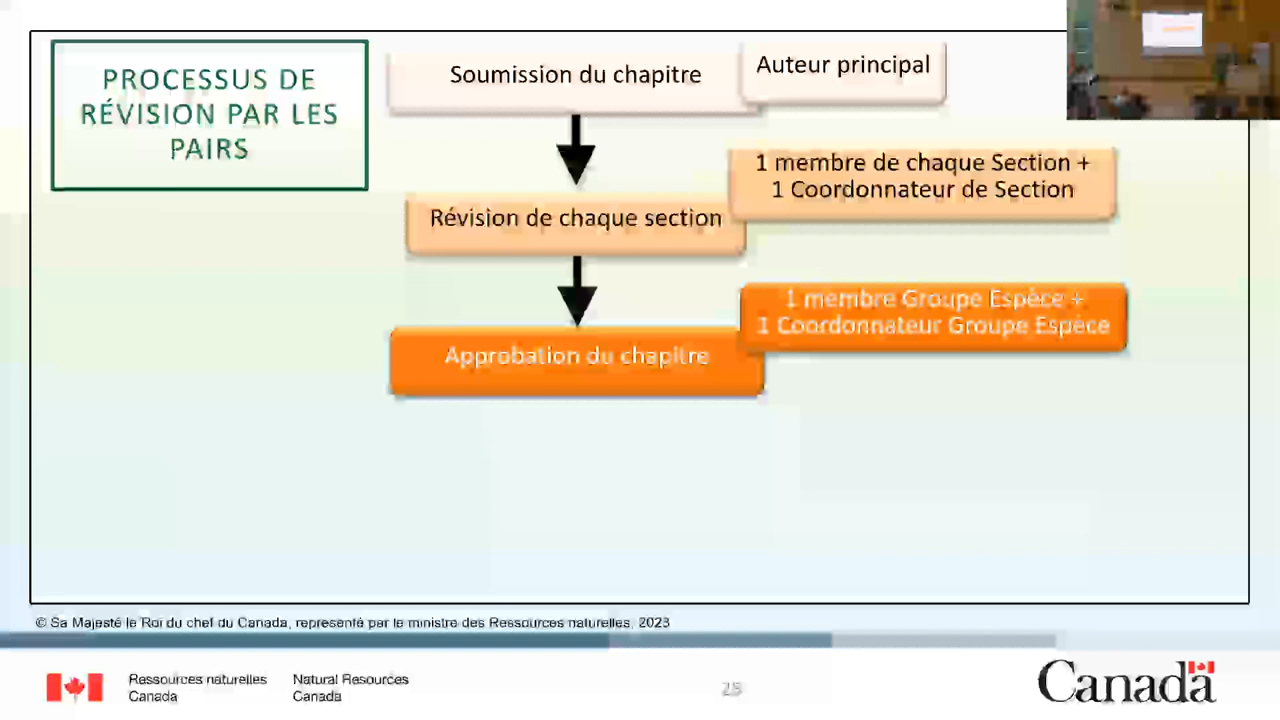 PROCESSUS DE
RÉVISION PAR LES
PAIRS
Soumission du chapitre
Auteur principal
1 membre de chaque Section +
1 Coordonnateur de Section
Révision de chaque section
1 membre Groupe Espèce +
1 Coordonnateur Groupe Espèce
Approbation du chapitre
© Sa Majesté le Roi du chef du Canada, représenté par le ministre des Ressources naturelles, 2023
Ressources naturelles
Canada
Natural Resources
Canada
Canada